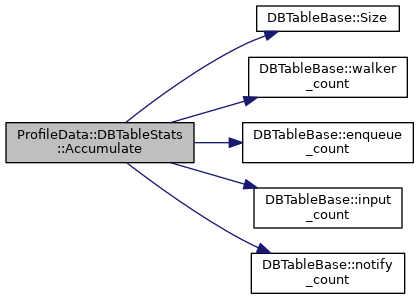 DBTableBase::Size
DBTableBase::walker
_count
ProfileData::DBTableStats
::Accumulate
DBTableBase::enqueue
_count
DBTableBase::input
_count
DBTableBase::notify
_count